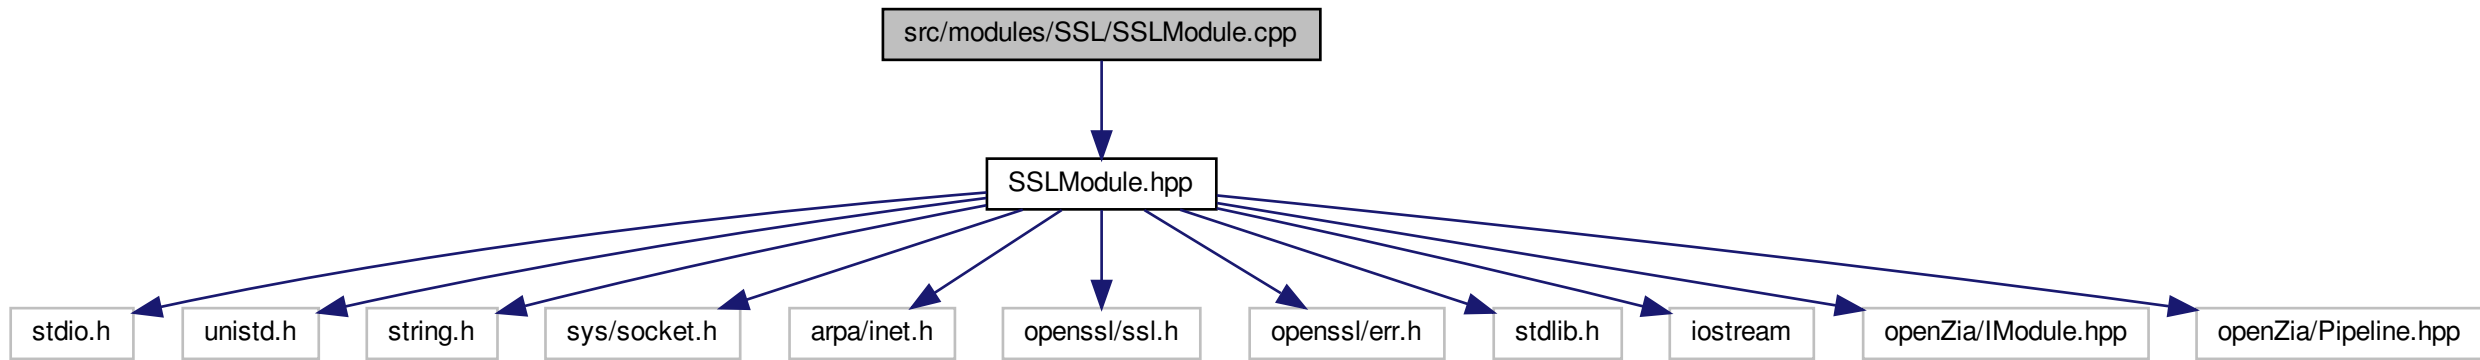 src/modules/SSL/SSLModule.cpp
SSLModule.hpp
stdio.h
unistd.h
string.h
sys/socket.h
arpa/inet.h
openssl/ssl.h
openssl/err.h
stdlib.h
iostream
openZia/IModule.hpp
openZia/Pipeline.hpp